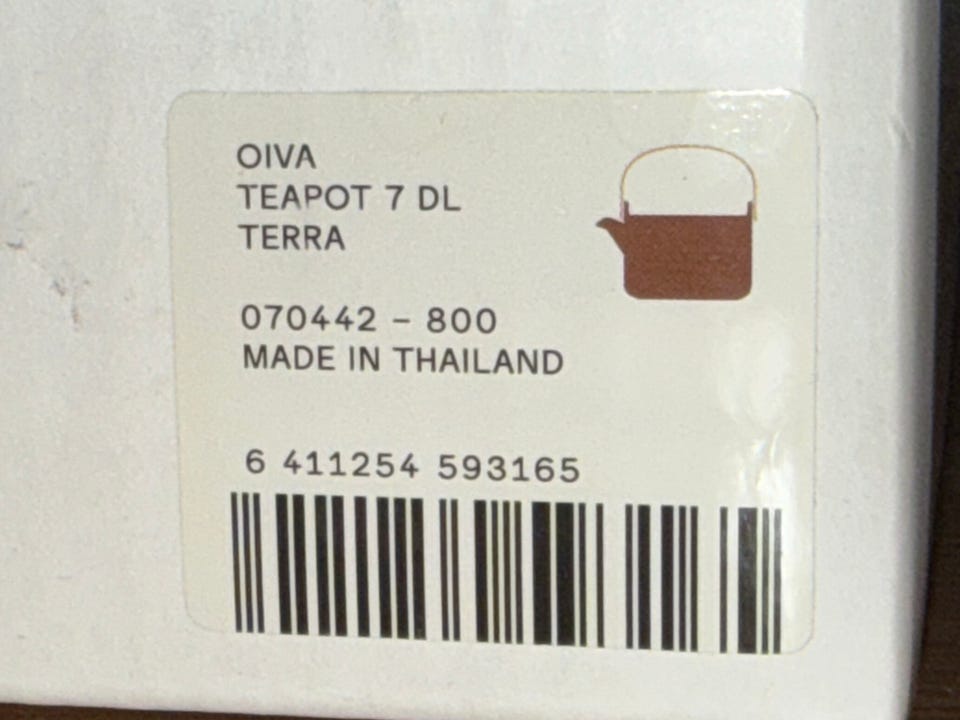 OIVA
TEAPOT 7 DL
TERRA
070442 – 800
MADE IN THAILAND
6 411254 593165